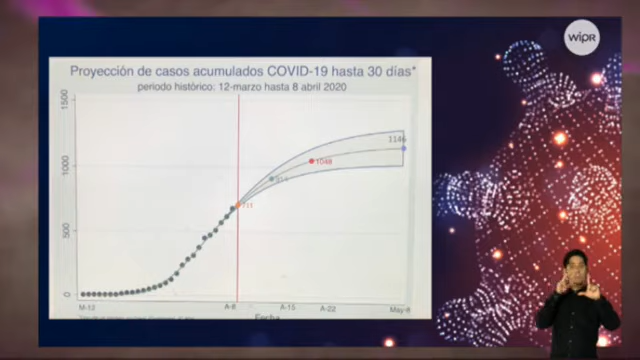 wipr
Proyección de casos acumulados COVID-19 hasta 30 días*
periodo histórico: 12-marzo hasta 8 abril 2020
1500
1146
1048
1000
711
500
0
M-12
A-8
A-15
A-22
May-8
Fecha